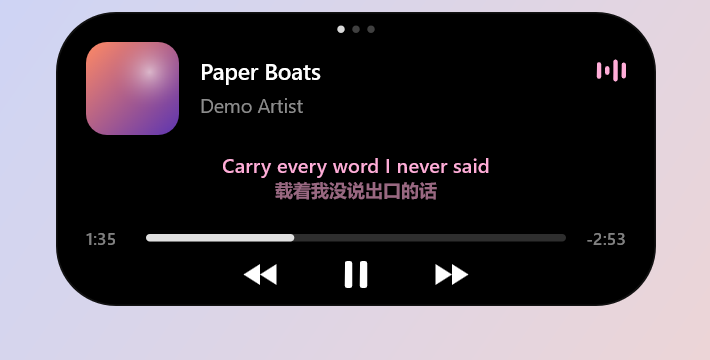 Paper Boats
Demo Artist
Carry every word I never said
载着我没说出口的话
1:35
-2:53